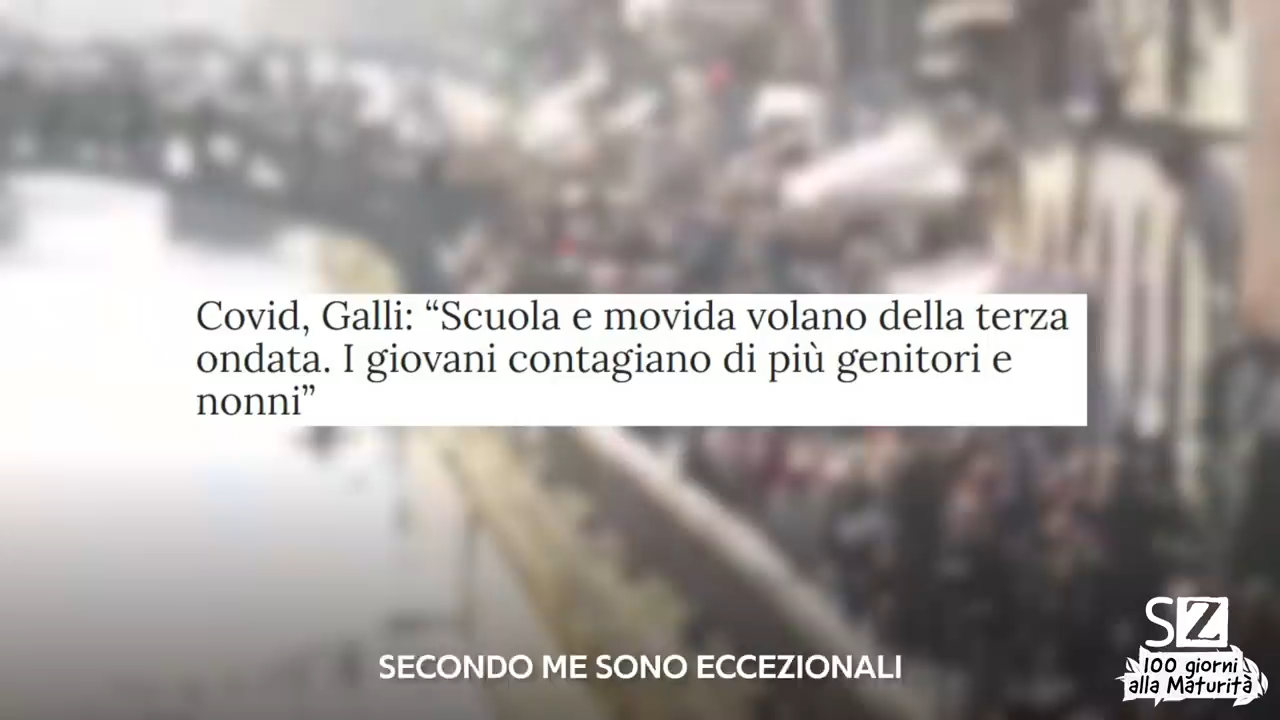 Covid, Galli: “Scuola e movida volano della terza
ondata. I giovani contagiano di più genitori e
nonni”
SECONDO ME SONO ECCEZIONALI
SZ
100 giorni
alla Maturità